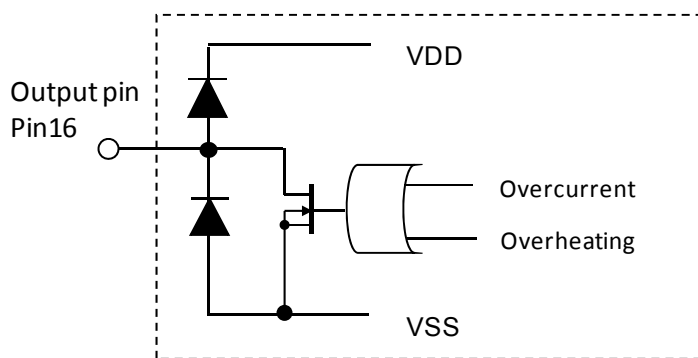 VDD
Output pin
Pin16
Overcurrent
Overheating
VSS